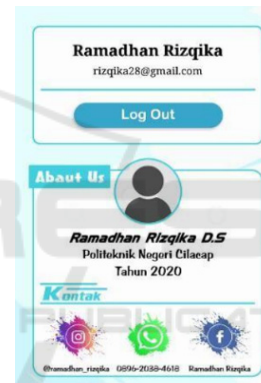 Ramadhan Rizqika
rizqika28@gmail.com
Log Out
About Us
Ramadhan Rizqika D.S
Politeknik Negeri Cilacap
Tahun 2020
Kontak
@ramadhan_rizqika 0896-2038-4618 Ramadhan Rizqika